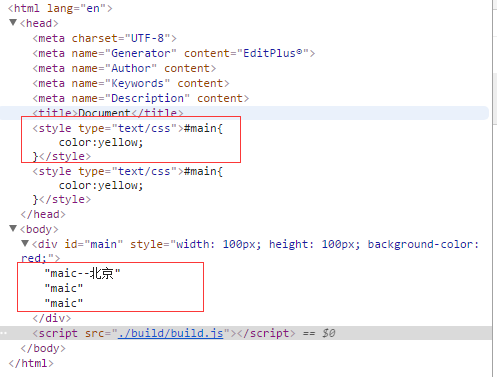 <html lang="en">
▼<head>
<meta charset="UTF-8">
<meta name="Generator" content="EditPlus®">
<meta name="Author" content>
<meta name="Keywords" content>
<meta name="Description" content>
<title>Document</title>
<style type="text/css">#main{
color:yellow;
}</style>
<style type="text/css">#main{
color:yellow;
}</style>
</head>
▼<body>
▼<div id="main" style="width: 100px; height: 100px; background-color:
red;">
"maic--北京"
"maic"
"maic"
</div>
<script src="./build/build.js"></script> == $0
</body>
</html>